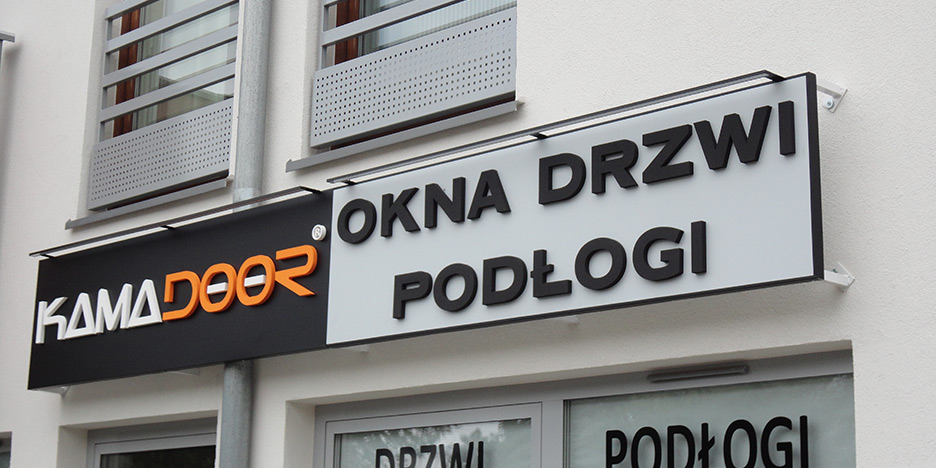 KAMADOOR®
OKNA DRZWI
PODŁOGI
DRZWI
PODŁOGI